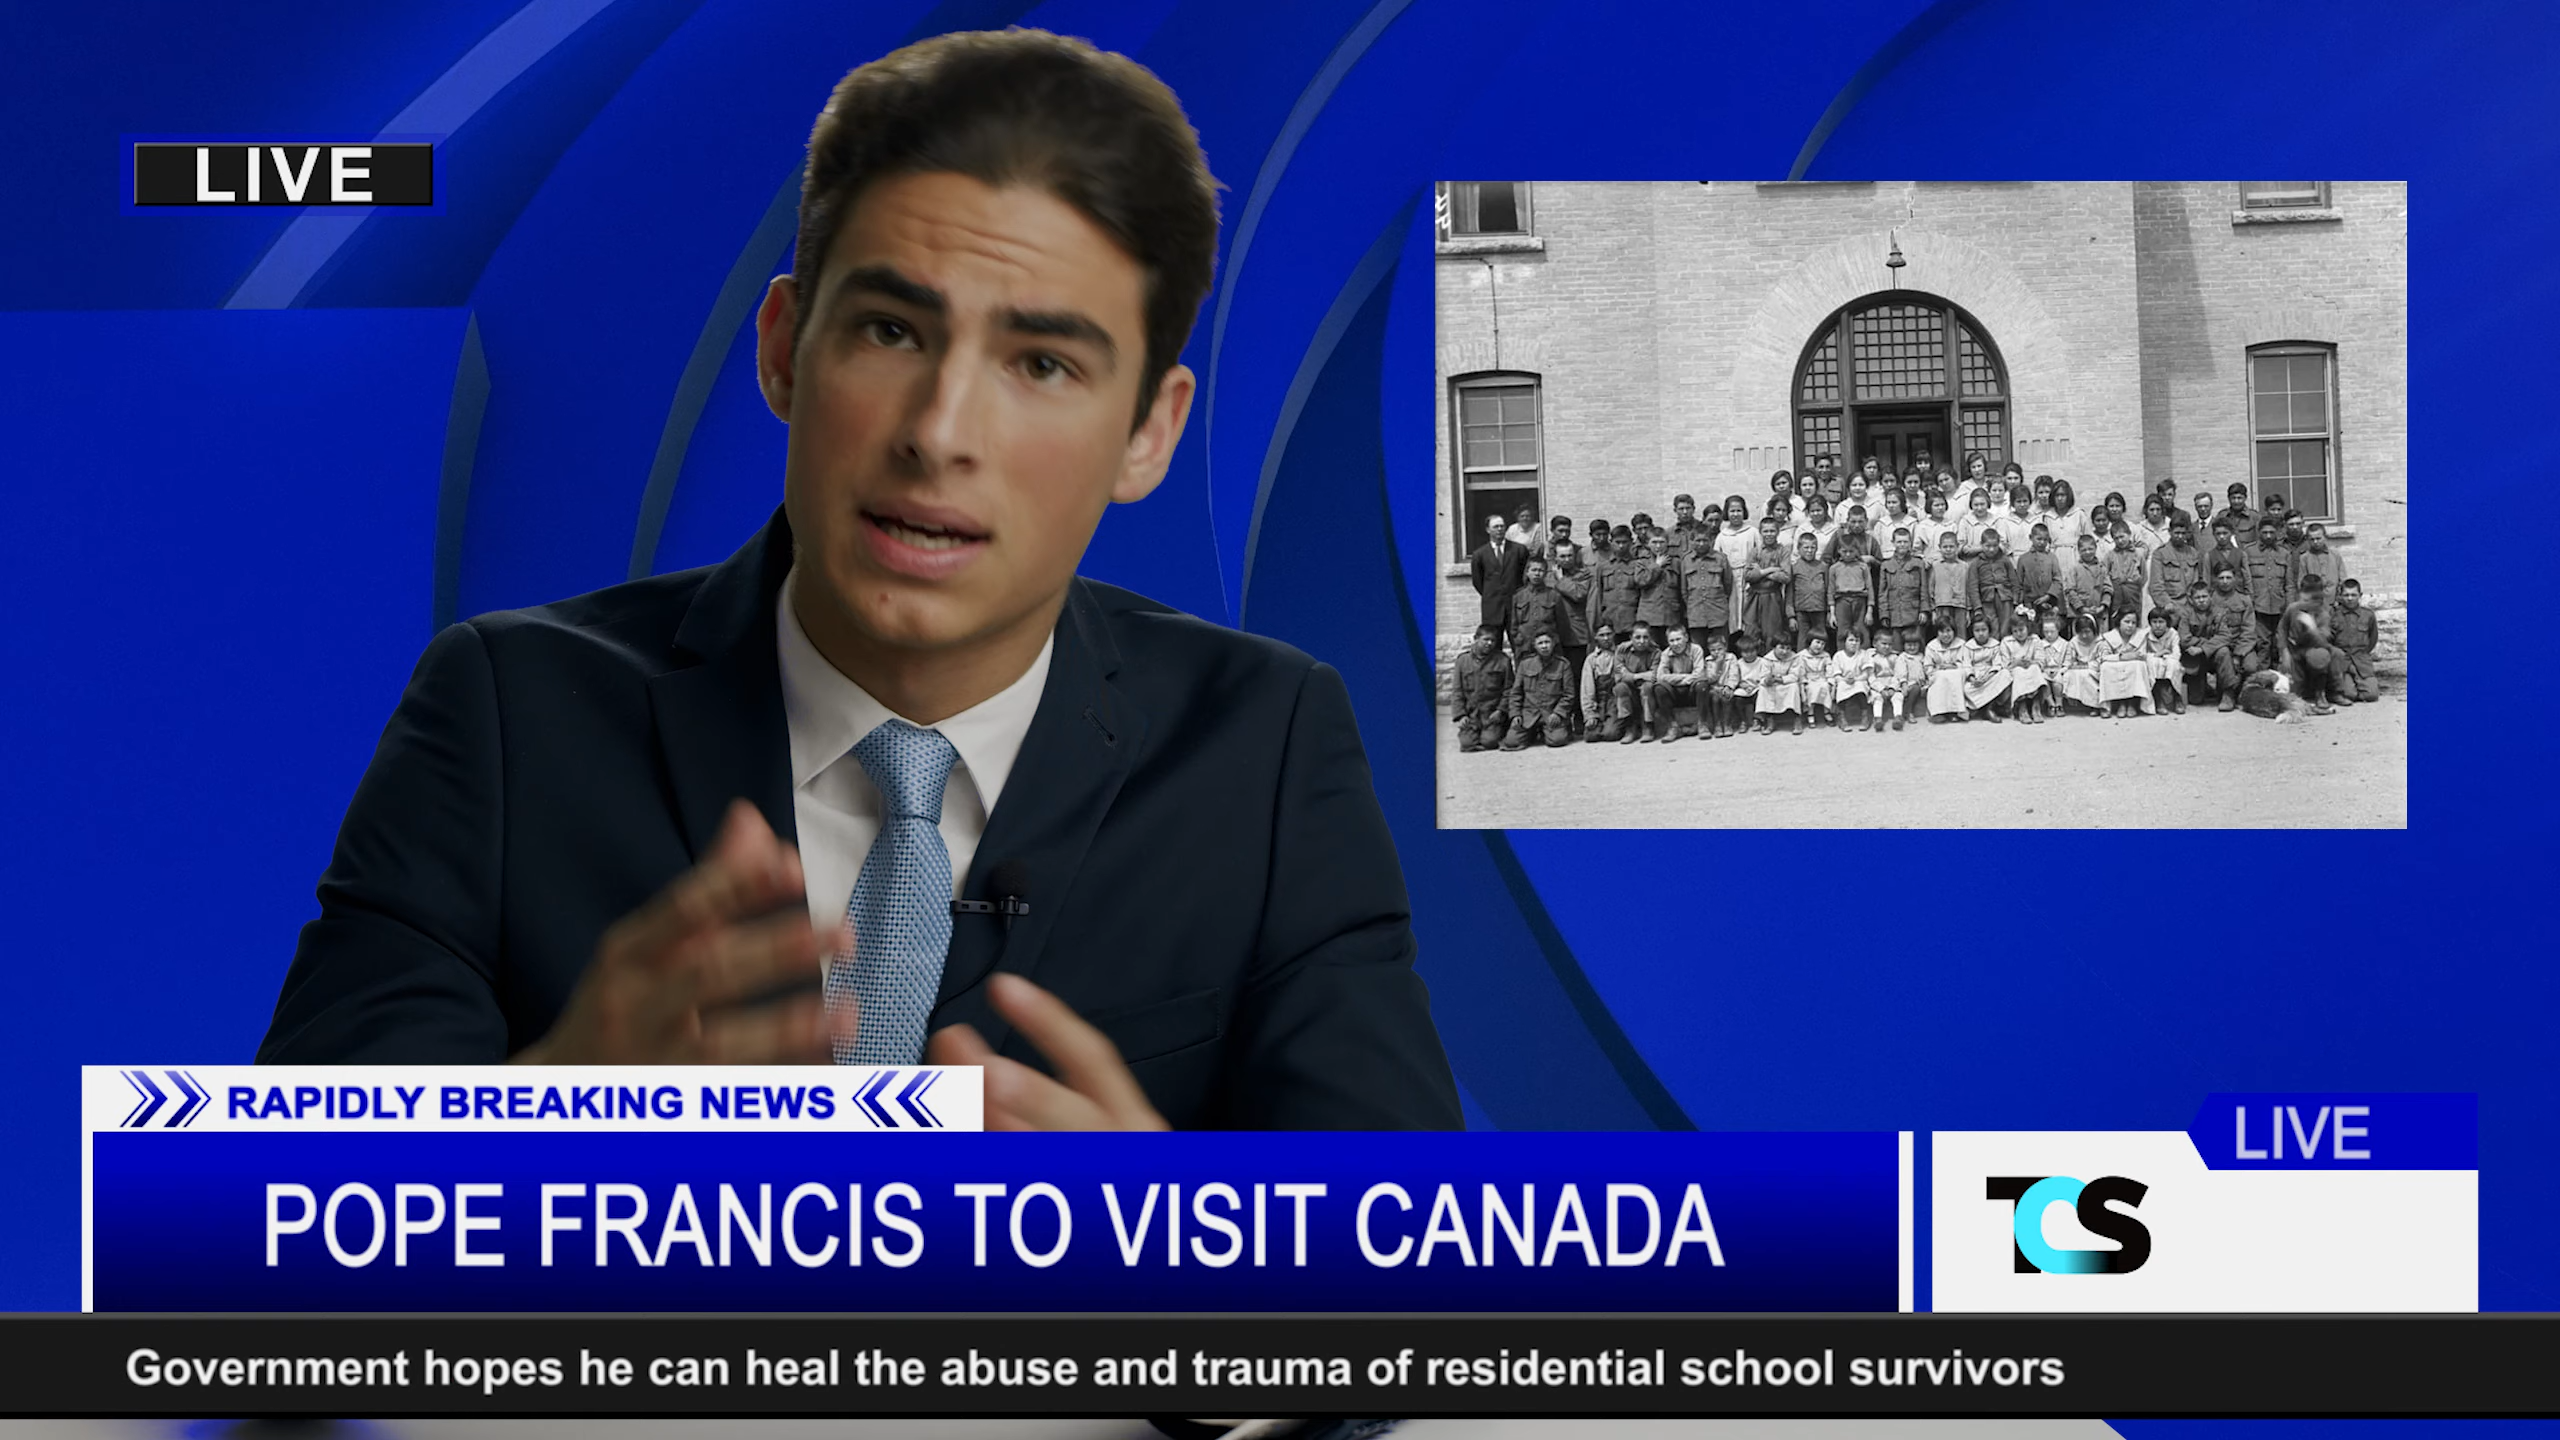 LIVE
RAPIDLY BREAKING NEWS
LIVE
POPE FRANCIS TO VISIT CANADA
TCS
Government hopes he can heal the abuse and trauma of residential school survivors